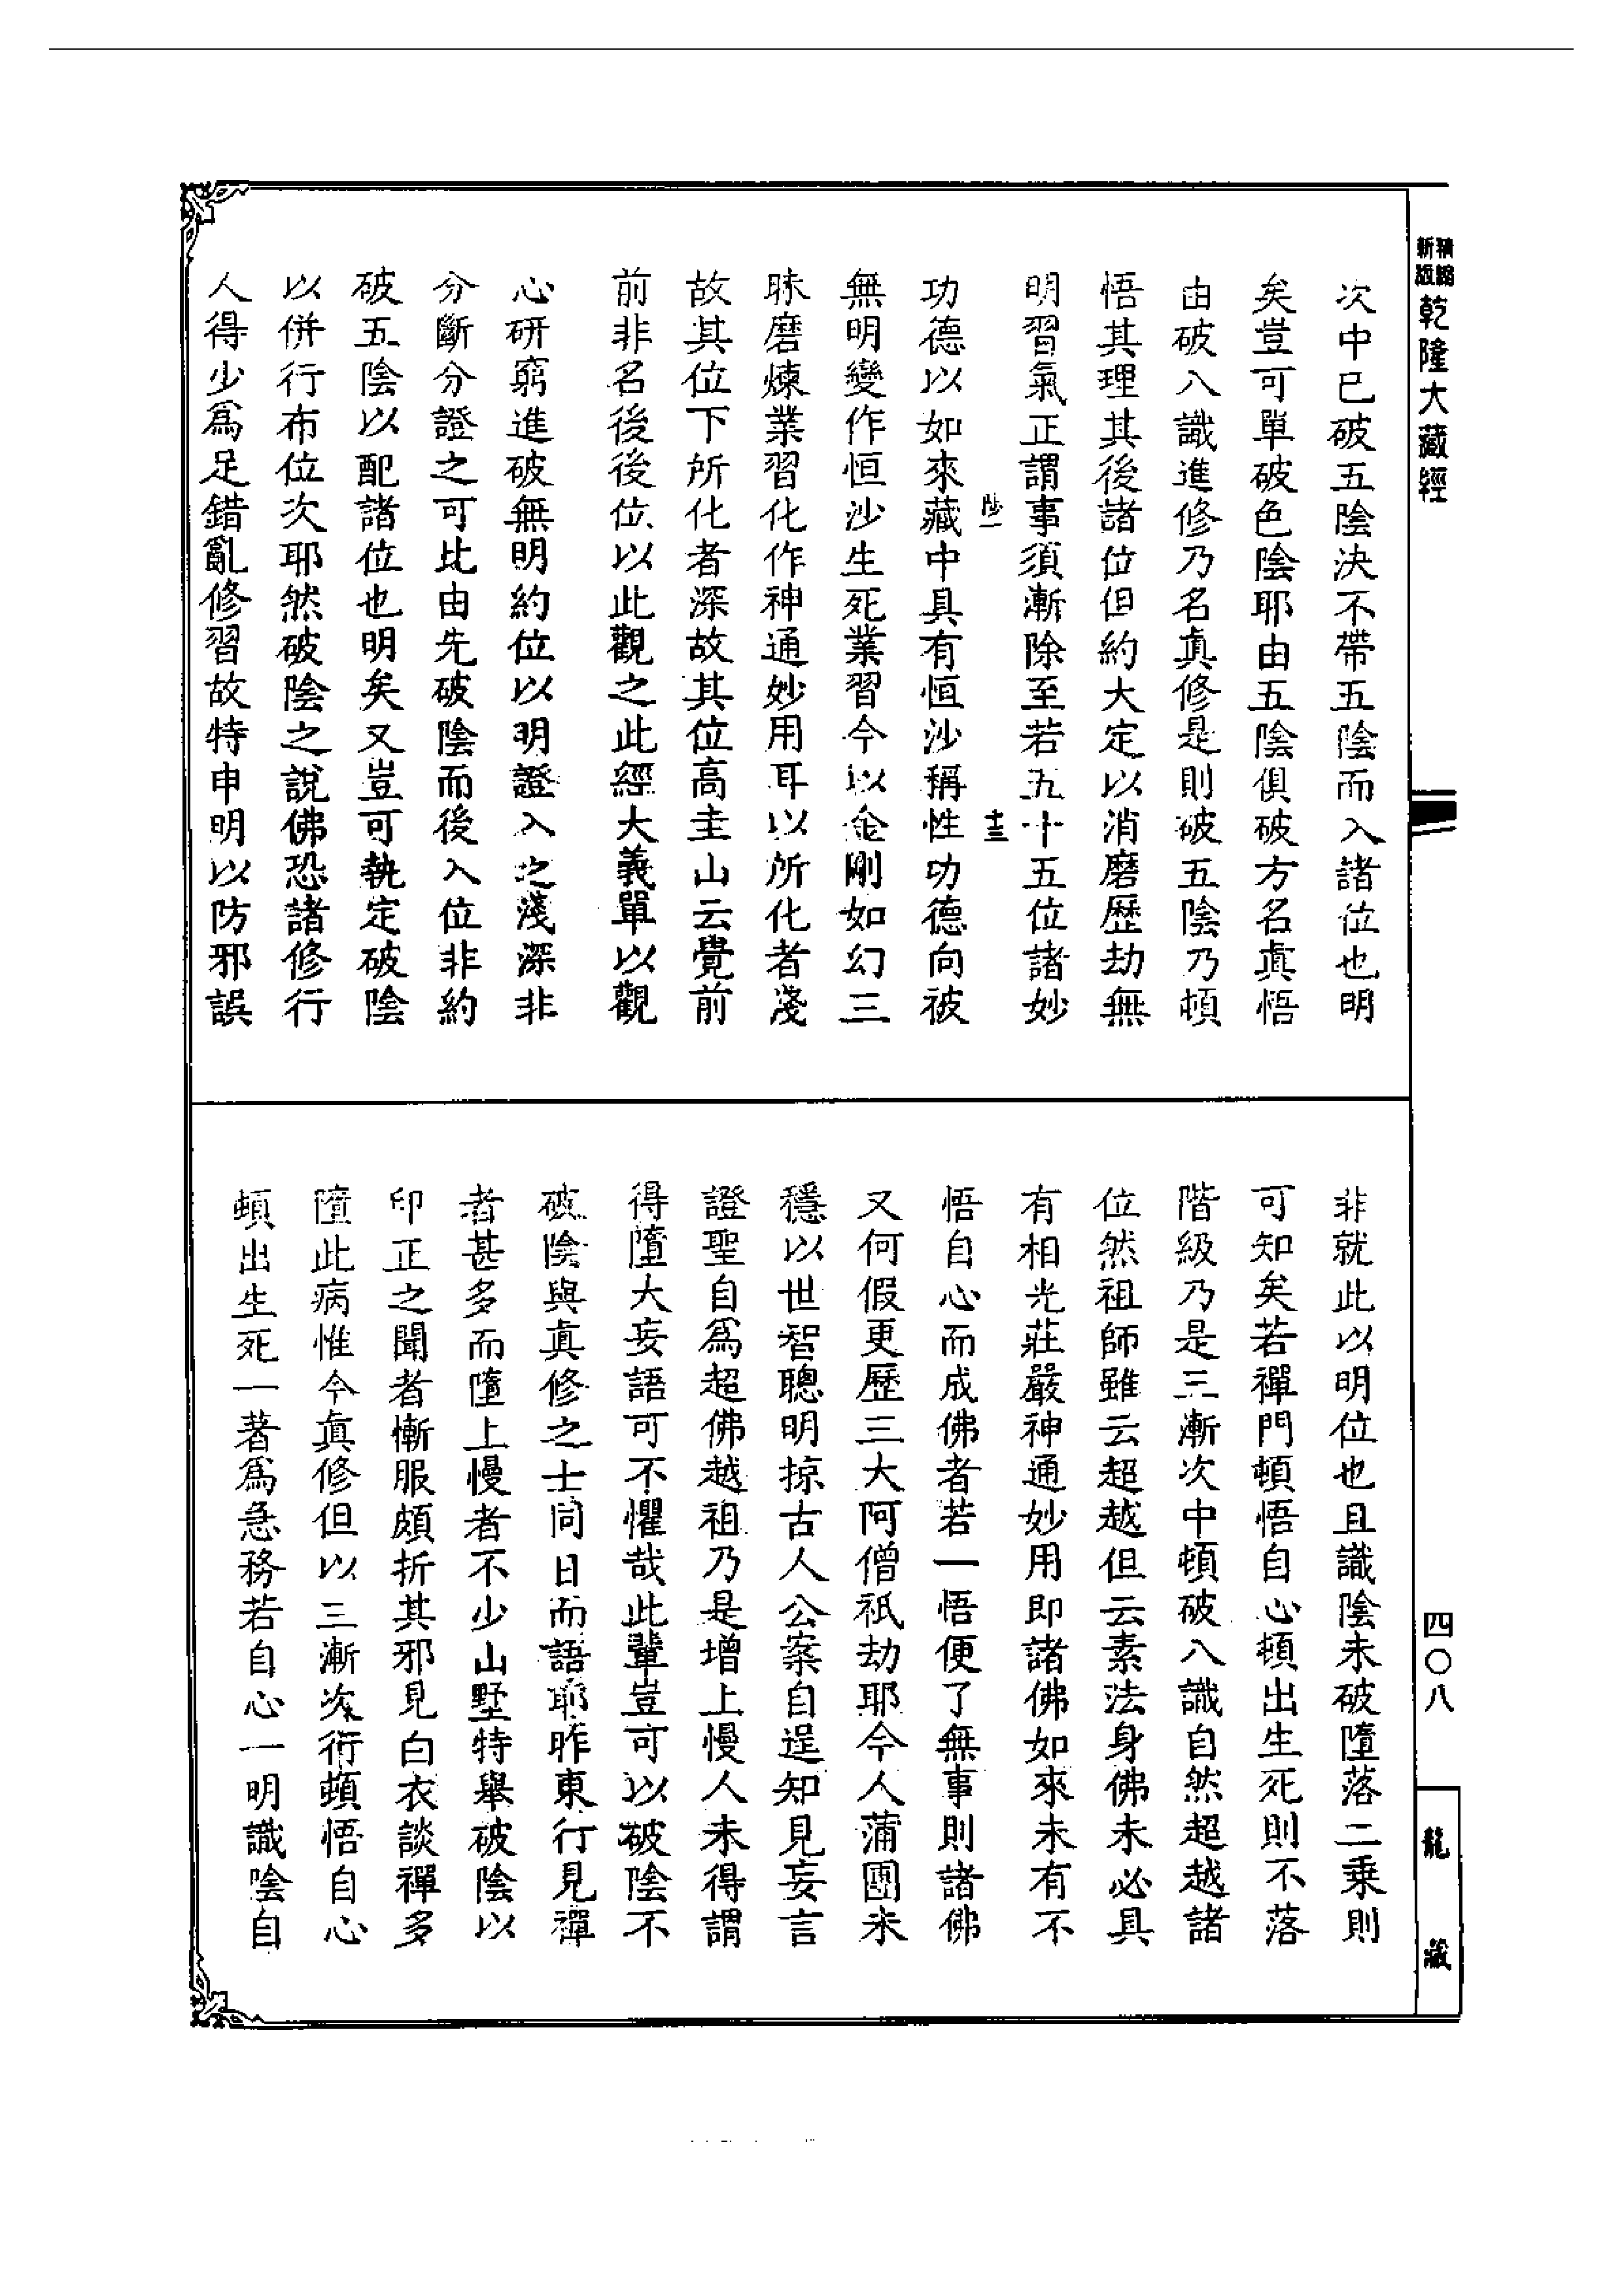 精縮新版 乾隆大藏經
次中已破五陰決不帶五陰而入諸位也明
矣豈可單破色陰耶由五陰俱破方名真悟
由破八識進修乃名真修是則破五陰乃頓
悟其理其後諸位但約大定以消磨歷劫無
明習氣正謂事須漸除至若五十五位諸妙
功德以如來藏中具有恒沙稱性功德向被
無明變作恒沙生死業習今以金剛如幻三
昧磨煉業習化作神通妙用耳以所化者淺
故其位下所化者深故其位高圭山云覺前
前非名後後位以此觀之此經大義單以觀
心研窮進破無明約位以明證入之淺深非
分斷分證之可比由先破陰而後入位非約
破五陰以配諸位也明矣又豈可執定破陰
以併行布位次耶然破陰之說佛恐諸修行
人得少為足錯亂修習故特申明以防邪誤
非就此以明位也且識陰未破墮落二乘則
可知矣若禪門頓悟自心頓出生死則不落
階級乃是三漸次中頓破八識自然超越諸
位然祖師雖云超越但云素法身佛未必具
有相光莊嚴神通妙用即諸佛如來未有不
悟自心而成佛者若一悟便了無事則諸佛
又何假更歷三大阿僧祇劫耶今人蒲團未
穩以世智聰明掠古人公案自逞知見妄言
證聖自為超佛越祖乃是增上慢人未得謂
得墮大妄語可不懼哉此輩豈可以破陰不
破陰與真修之士同日而語耶昨東行見禪
者甚多而墮上慢者不少山墅特舉破陰以
印正之聞者慚服頗折其邪見白衣談禪多
墮此病惟今真修但以三漸次行頓悟自心
頓出生死一著為急務若自心一明識陰自
四〇八
龍藏